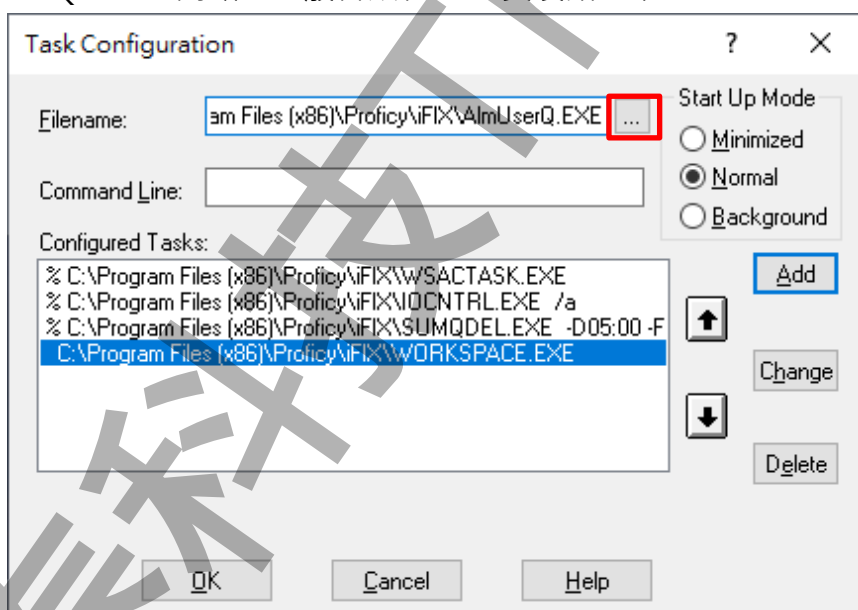 Task Configuration ? ×
Filename: am Files (x86)\Proficy\iFIX\AlmUserQ.EXE ...
Start Up Mode
Minimized
Normal
Background
Command Line:
Configured Tasks:
% C:\Program Files (x86)\Proficy\iFIX\WSACTASK.EXE
% C:\Program Files (x86)\Proficy\iFIX\IOCNTRL.EXE /a
% C:\Program Files (x86)\Proficy\iFIX\SUMQDEL.EXE -D05:00 -F
C:\Program Files (x86)\Proficy\iFIX\WORKSPACE.EXE
Add
Change
Delete
OK Cancel Help
科技